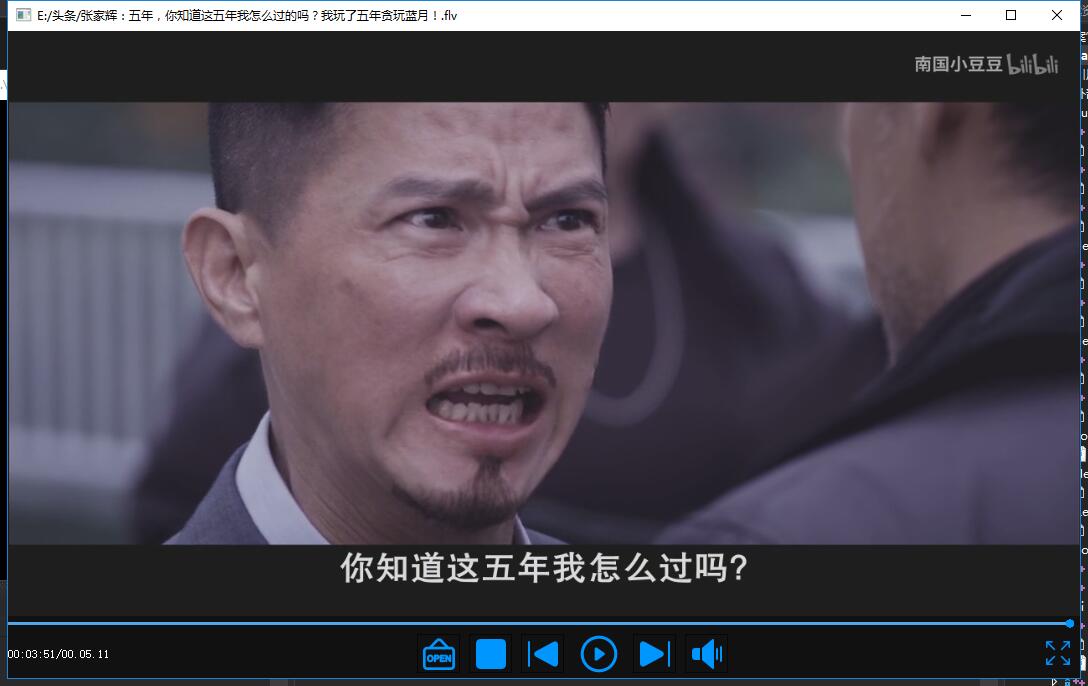 E:/头条/张家辉：五年，你知道这五年我怎么过的吗？我玩了五年贪玩蓝月！.flv
南国小豆豆 bilibili
你知道这五年我怎么过吗?
00:03:51/00.05.11
OPEN